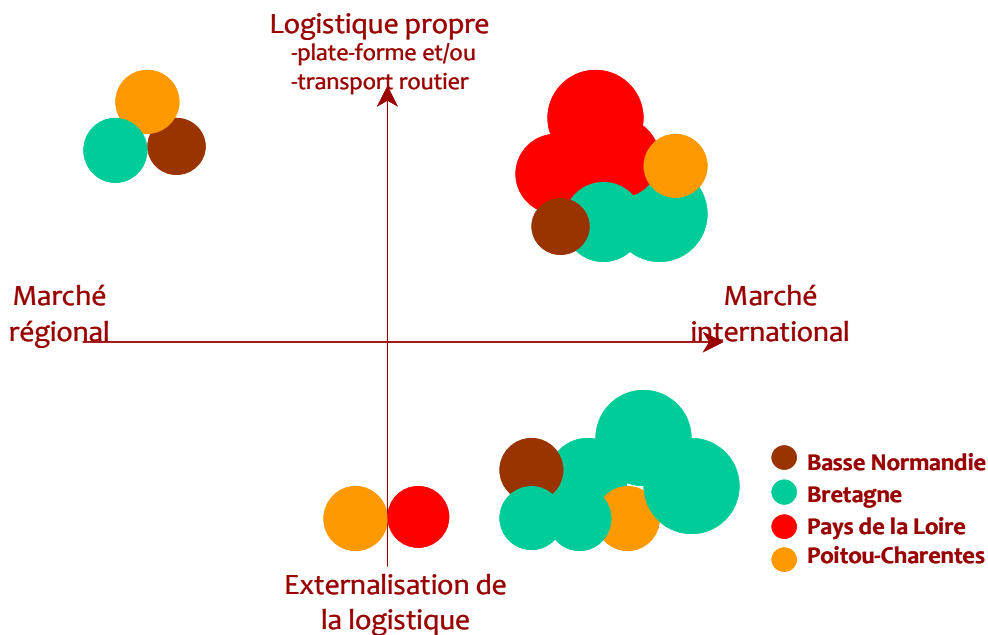 Logistique propre
-plate-forme et/ou
-transport routier
Marché
régional
Marché
international
Basse Normandie
Bretagne
Pays de la Loire
Poitou-Charentes
Externalisation de
la logistique